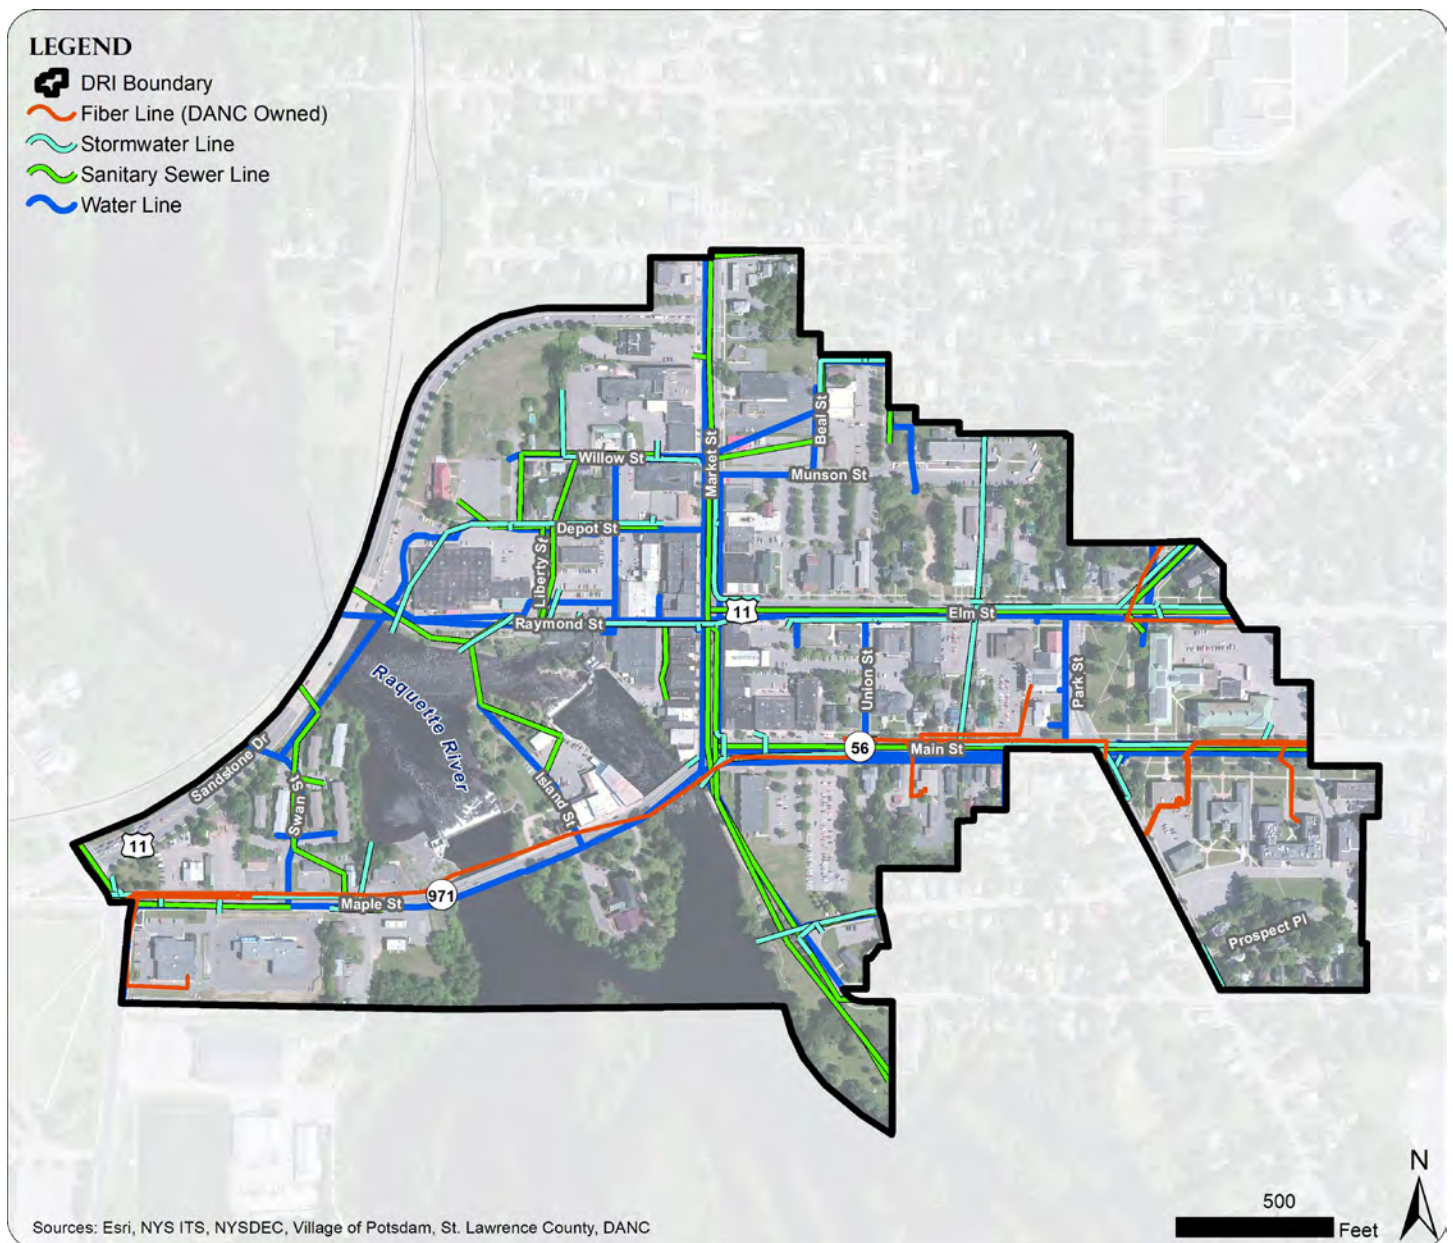 LEGEND
DRI Boundary
Fiber Line (DANC Owned)
Stormwater Line
Sanitary Sewer Line
Water Line
Market St
Beal St
Willow St
Munson St
Depot St
Liberty St
11
Elm St
Raymond St
Raquette River
Union St
Park St
56
Main St
Sandstone Dr
Swan St
Island St
11
971
Maple St
Prospect Pl
N
500
Feet
Sources: Esri, NYS ITS, NYSDEC, Village of Potsdam, St. Lawrence County, DANC